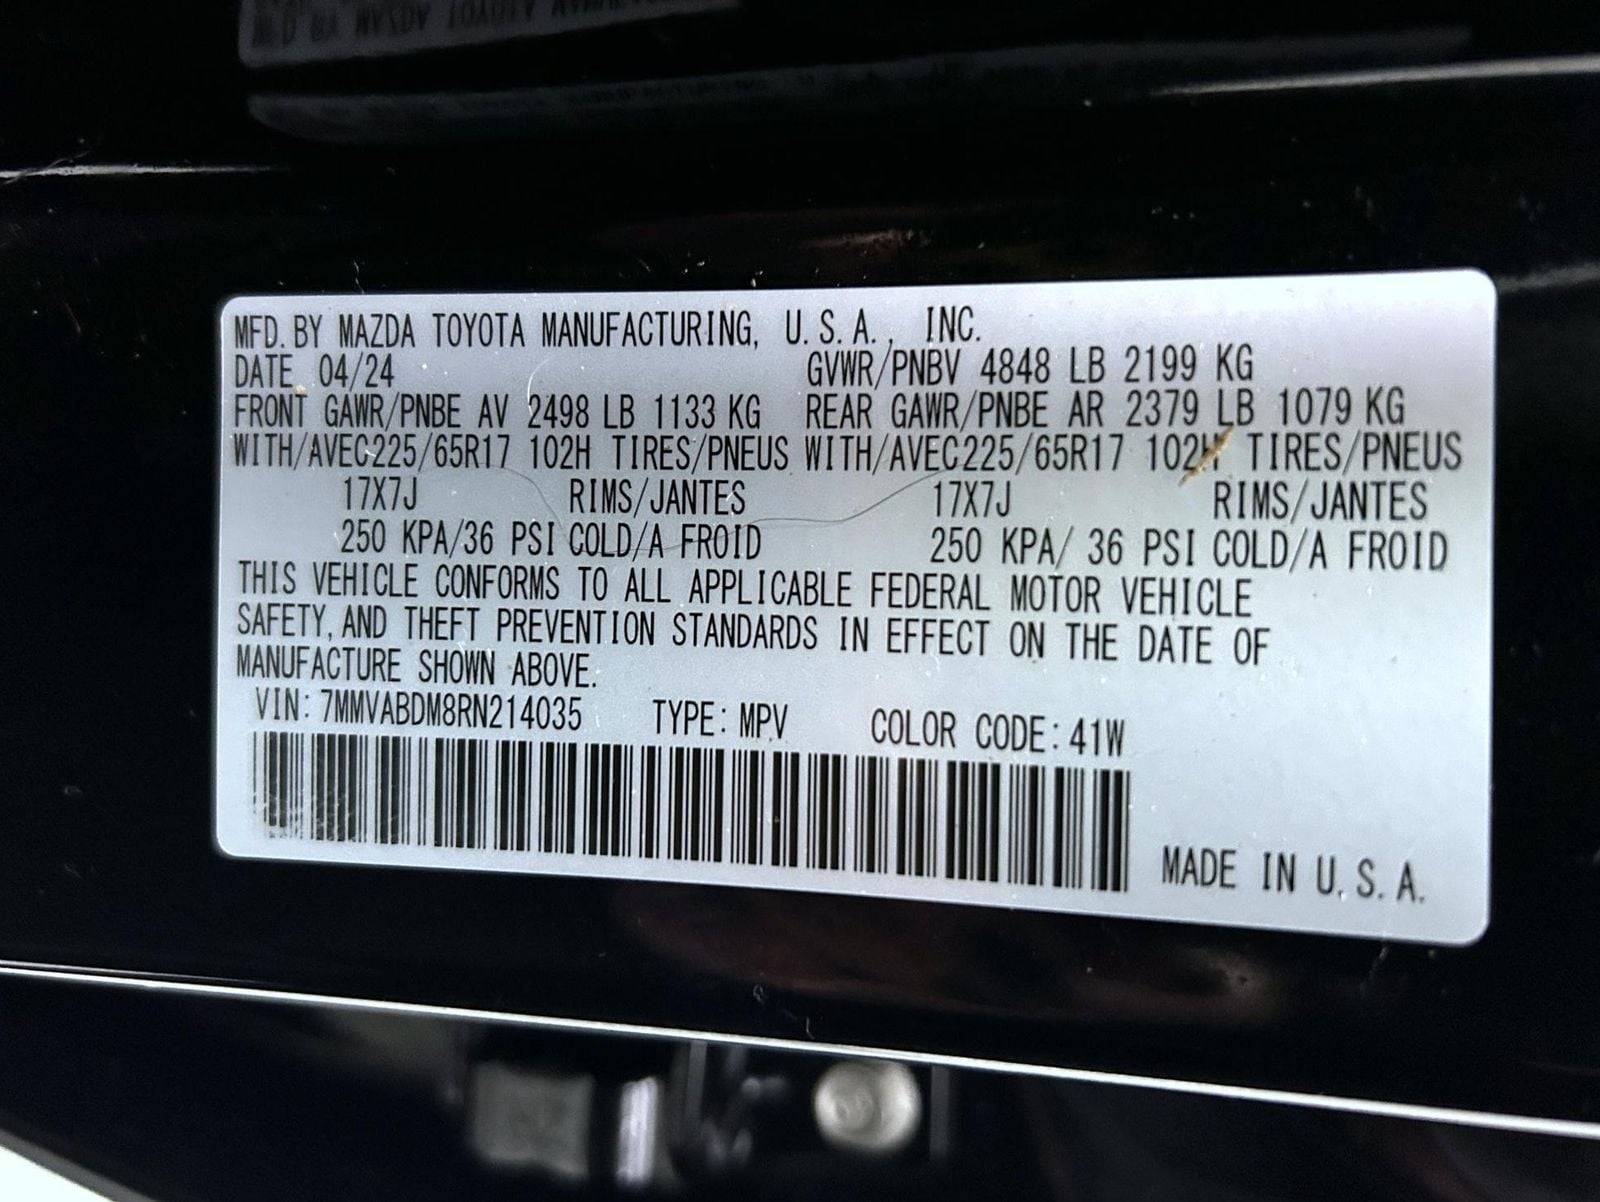 MFD. BY MAZDA TOYOTA MANUFACTURING, U.S.A., INC.
DATE 04/24 GVWR/PNBV 4848 LB 2199 KG
FRONT GAWR/PNBE AV 2498 LB 1133 KG REAR GAWR/PNBE AR 2379 LB 1079 KG
WITH/AVEC225/65R17 102H TIRES/PNEUS WITH/AVEC225/65R17 102H TIRES/PNEUS
17X7J RIMS/JANTES 17X7J RIMS/JANTES
250 KPA/36 PSI COLD/A FROID 250 KPA/ 36 PSI COLD/A FROID
THIS VEHICLE CONFORMS TO ALL APPLICABLE FEDERAL MOTOR VEHICLE
SAFETY, AND THEFT PREVENTION STANDARDS IN EFFECT ON THE DATE OF
MANUFACTURE SHOWN ABOVE.
VIN: 7MMVABDM8RN214035 TYPE: MPV COLOR CODE: 41W
MADE IN U.S.A.